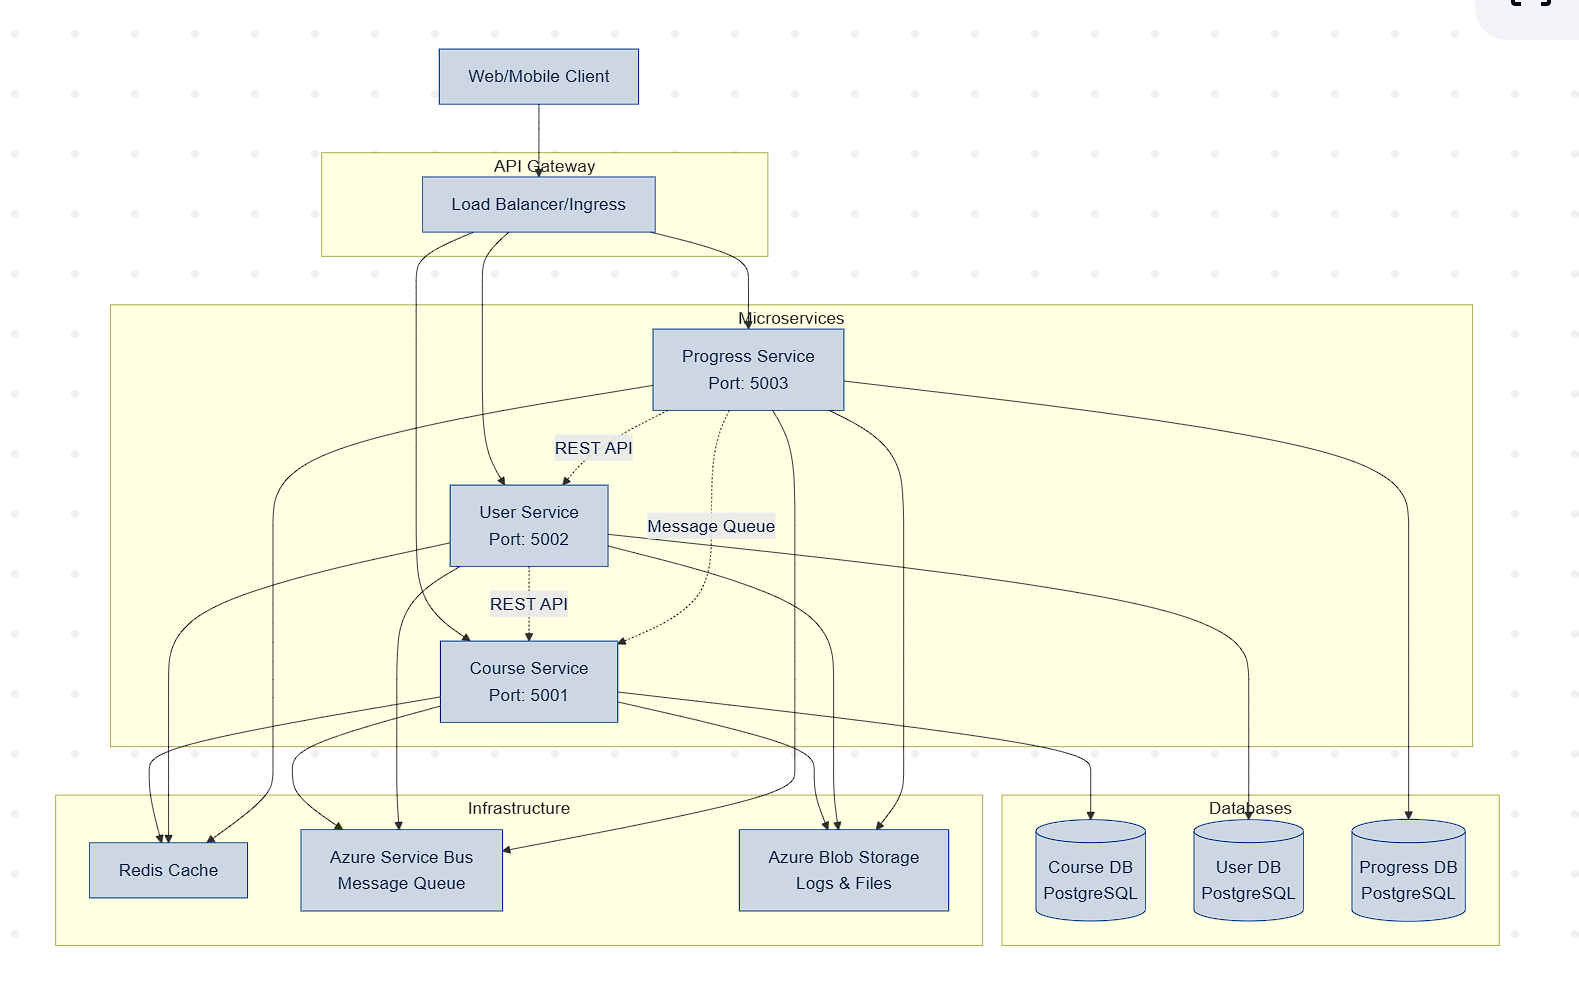 Web/Mobile Client
API Gateway
Load Balancer/Ingress
Microservices
Progress Service
Port: 5003
REST API
User Service
Port: 5002
Message Queue
REST API
Course Service
Port: 5001
Infrastructure
Databases
Redis Cache
Azure Service Bus
Message Queue
Azure Blob Storage
Logs & Files
Course DB
PostgreSQL
User DB
PostgreSQL
Progress DB
PostgreSQL